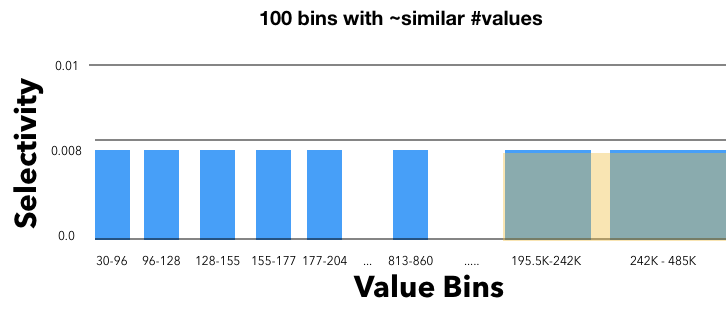 100 bins with ~similar #values
0.01
0.008
0.0
Selectivity
30-96 96-128 128-155 155-177 177-204 ... 813-860 ..... 195.5K-242K 242K - 485K
Value Bins